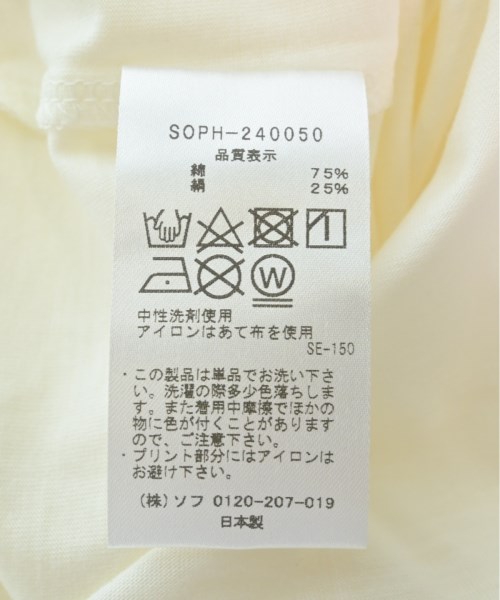 SOPH-240050
品質表示
綿 75%
絹 25%
W
中性洗剤使用
アイロンはあて布を使用
SE-150
・この製品は単品でお洗い下さ
い。洗濯の際多少色落ちしま
す。また着用中摩擦でほかの
物に色が付くことがあります
ので、ご注意下さい。
・プリント部分にはアイロンは
お避け下さい。
(株)ソフ 0120-207-019
日本製